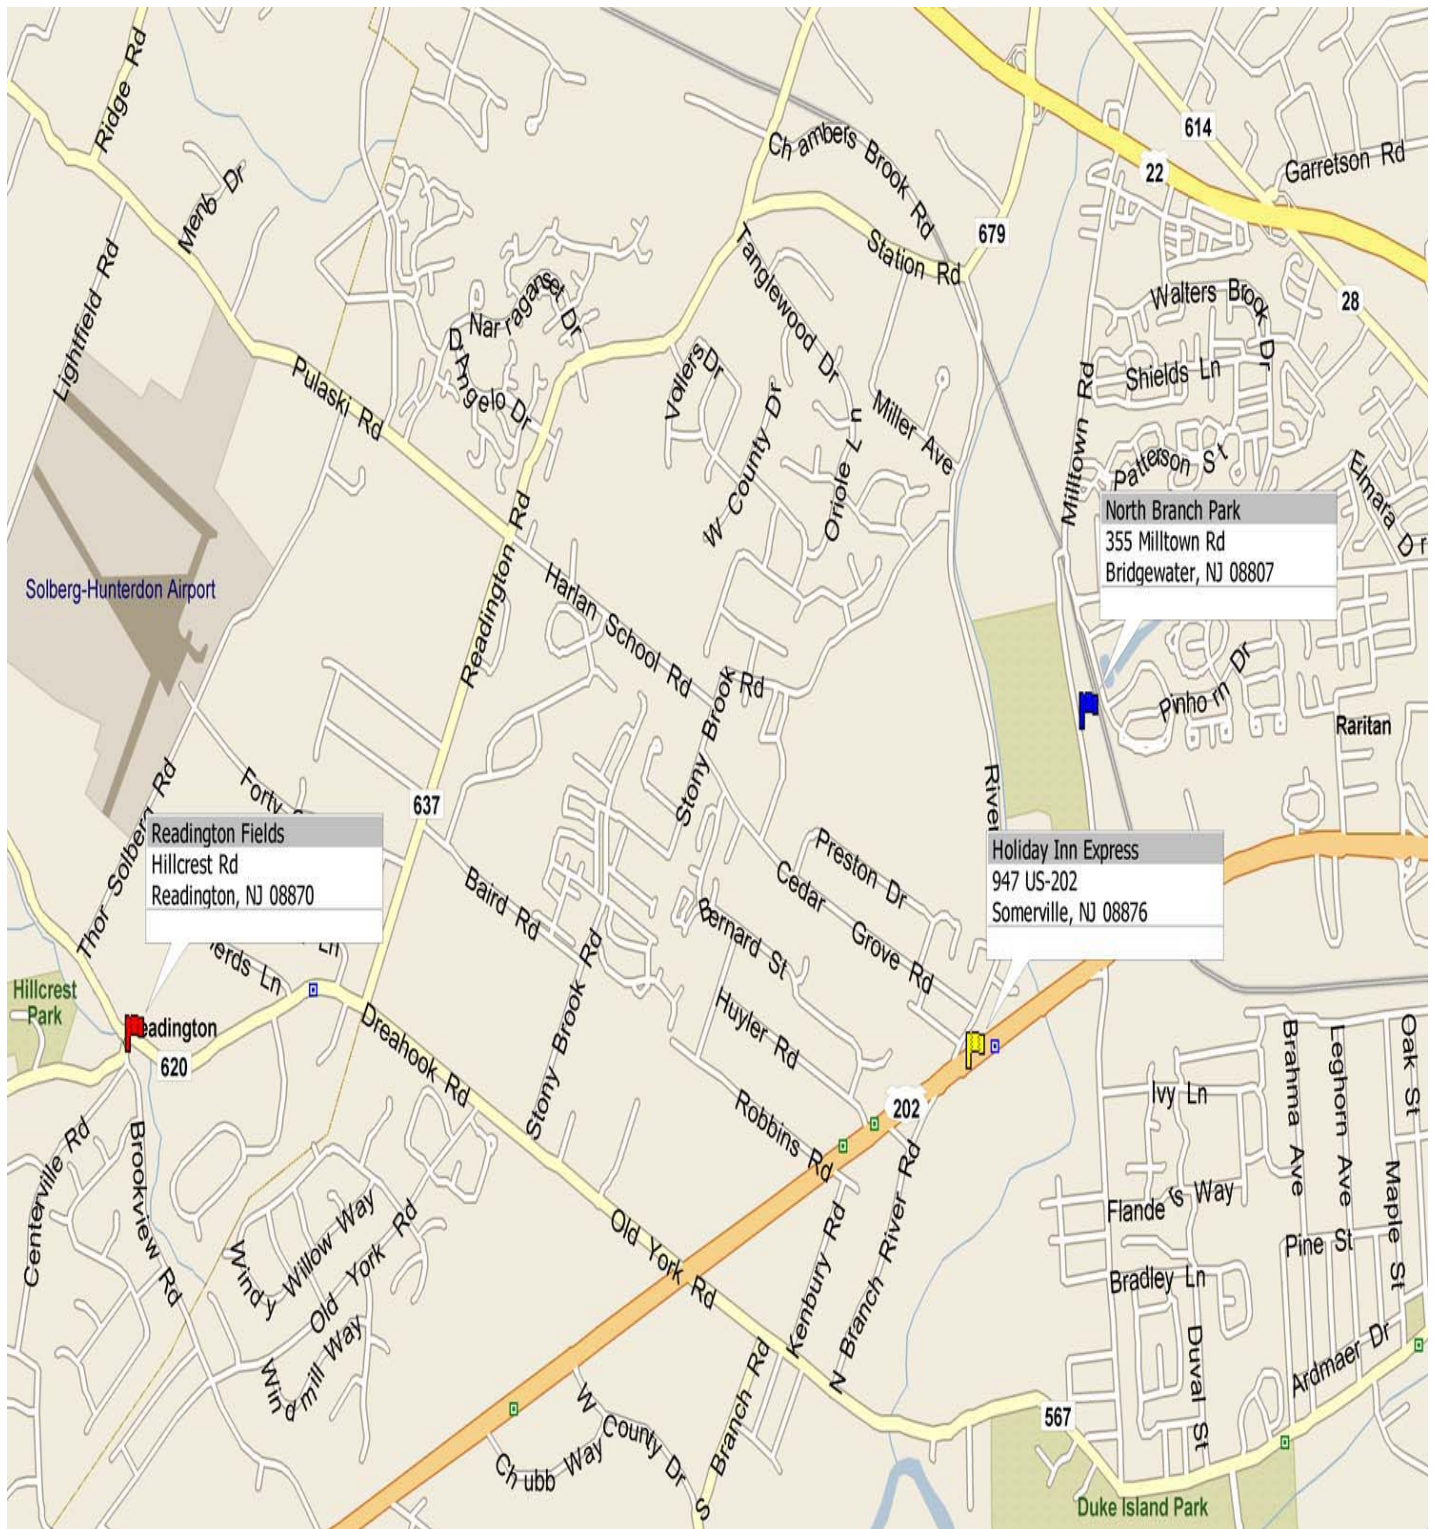 Ridge Rd
Chambers Brook Rd
614
Garretson Rd
22
Menlo Dr
679
Station Rd
Tanglewood Dr
Lightfield Rd
Narraganset Dr
D'Angelo Dr
Walters Brook Dr
28
Shields Ln
Pulaski Rd
Vollers Dr
W County Dr
Oriole Ln
Miller Ave
Milltown Rd
Patterson St
Elmara Dr
Readington Rd
North Branch Park
355 Milltown Rd
Bridgewater, NJ 08807
Solberg-Hunterdon Airport
Harlan School Rd
Stony Brook Rd
Pinhorn Dr
Raritan
Thor Solberg Rd
Forty
637
River
Readington Fields
Hillcrest Rd
Readington, NJ 08870
Holiday Inn Express
947 US-202
Somerville, NJ 08876
Preston Dr
Cedar Grove Rd
Baird Rd
Bernard St
erds Ln
Ln
Hillcrest
Park
eadington
620
Dreahook Rd
Stony Brook Rd
Huyler Rd
Robbins Rd
202
Ivy Ln
Brahma Ave
Leghorn Ave
Oak St
Maple St
Centerville Rd
Brookview Rd
Windy Willow Way
Old York Rd
Windmill Way
Old York Rd
Kenbury Rd
N Branch River Rd
Flanders Way
Pine St
Bradley Ln
Duval St
Ardmaer Dr
567
W County Dr
Chubb Way
S Branch Rd
Duke Island Park